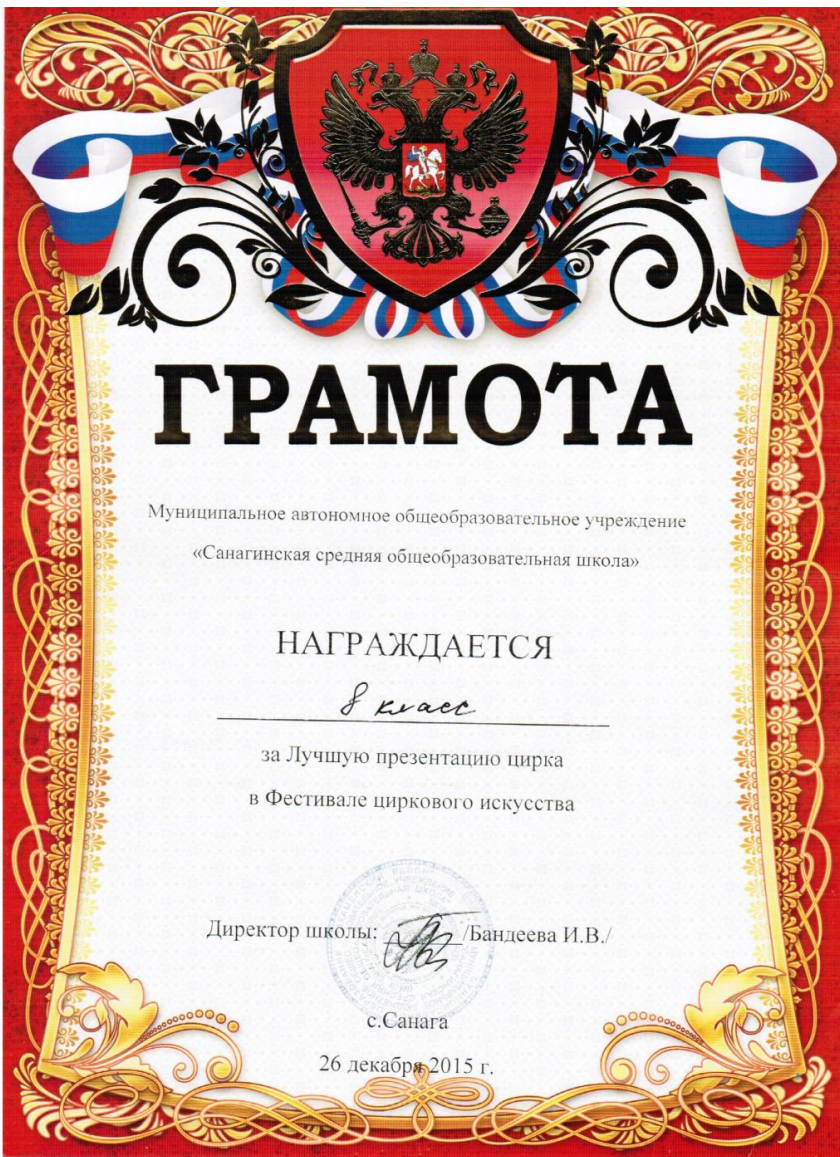 ГРАМОТА
Муниципальное автономное общеобразовательное учреждение
«Санагинская средняя общеобразовательная школа»
НАГРАЖДАЕТСЯ
8 класс
за Лучшую презентацию цирка
в Фестивале циркового искусства
Директор школы: /Бандеева И.В./
с.Санага
26 декабря 2015 г.